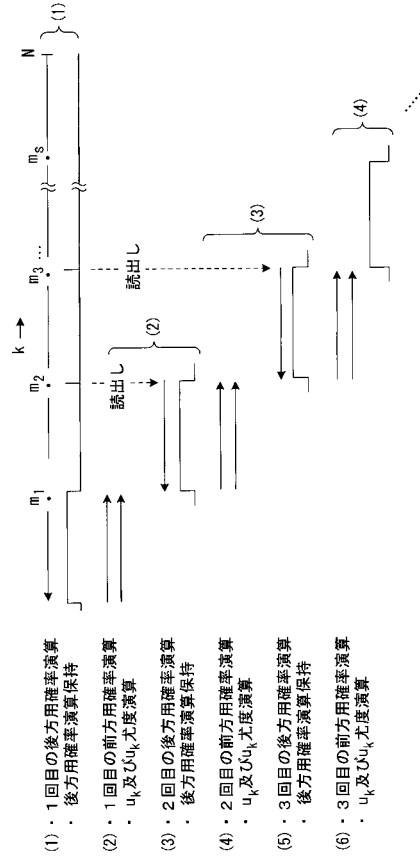 k →
m1 m2 m3 … ms N
(1)・1回目の後方用確率演算
・後方用確率演算保持
(1)
(2)・1回目の前方用確率演算
・uk及びuk尤度演算
読出し
(2)
(3)・2回目の後方用確率演算
・後方用確率演算保持
読出し
(4)・2回目の前方用確率演算
・uk及びuk尤度演算
(3)
(5)・3回目の後方用確率演算
・後方用確率演算保持
(6)・3回目の前方用確率演算
・uk及びuk尤度演算
(4)